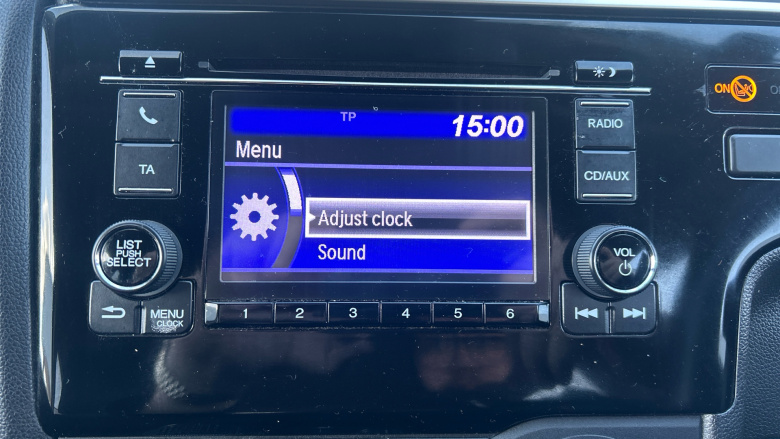 TP
15:00
Menu
Adjust clock
Sound
TA
LIST
PUSH
SELECT
MENU
CLOCK
1 2 3 4 5 6
RADIO
CD/AUX
VOL
ON